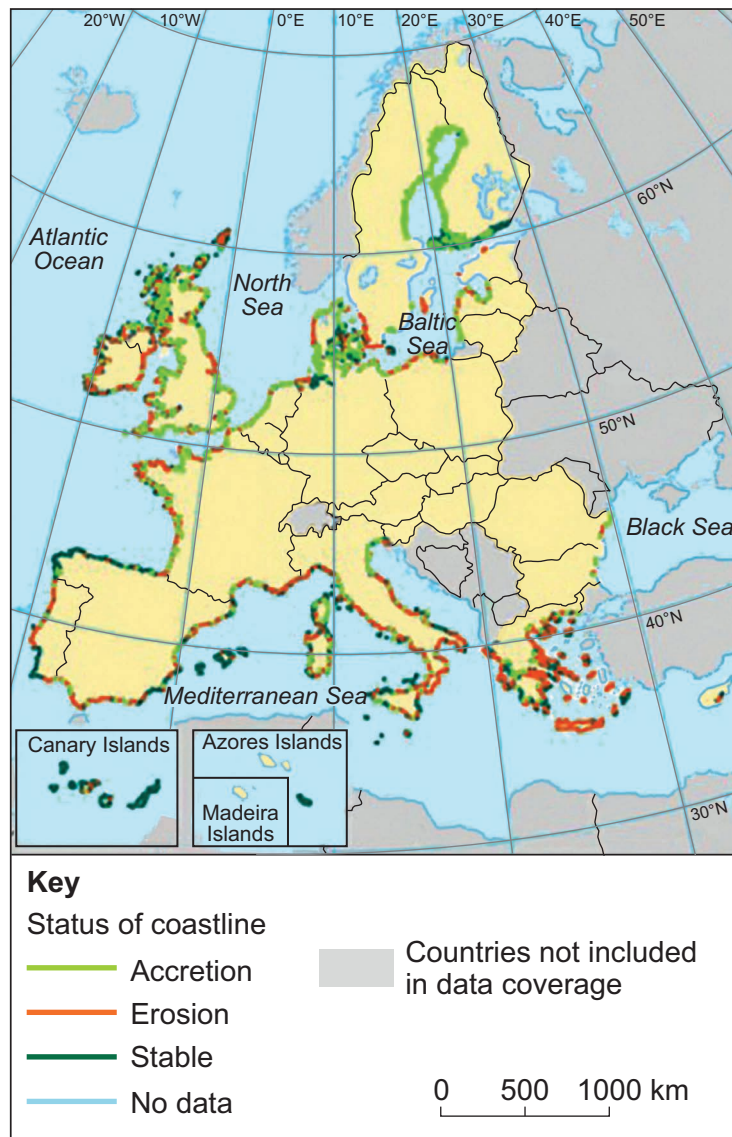 20°W 10°W 0°E 10°E 20°E 30°E 40°E 50°E
60°N
Atlantic
Ocean
North
Sea
Baltic
Sea
50°N
Black Sea
40°N
Mediterranean Sea
Canary Islands
Azores Islands
Madeira
Islands
30°N
Key
Status of coastline
Accretion
Erosion
Stable
No data
Countries not included
in data coverage
0 500 1000 km